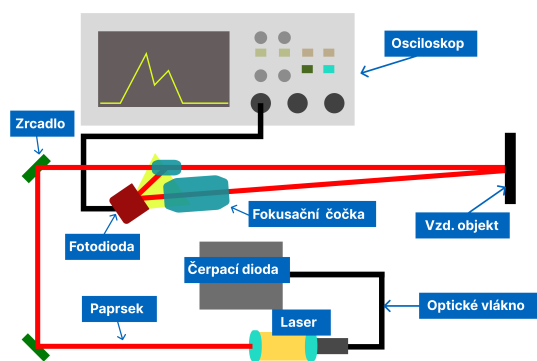 Osciloskop
Zrcadlo
Fokusační čočka
Vzd. objekt
Fotodioda
Čerpací dioda
Paprsek
Optické vlákno
Laser